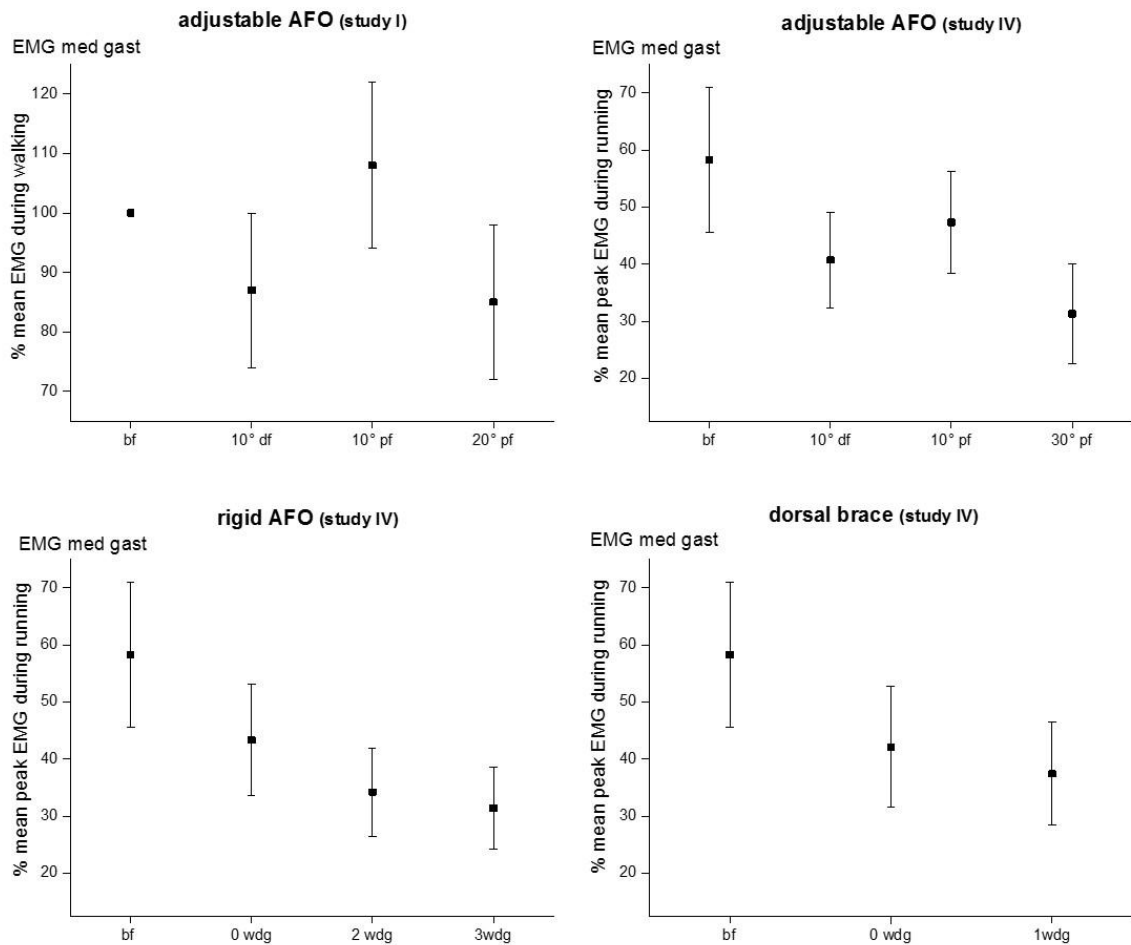 adjustable AFO (study I)
EMG med gast
% mean EMG during walking
120
110
100
90
80
70
bf 10° df 10° pf 20° pf
adjustable AFO (study IV)
EMG med gast
% mean peak EMG during running
70
60
50
40
30
20
bf 10° df 10° pf 30° pf
rigid AFO (study IV)
EMG med gast
% mean peak EMG during running
70
60
50
40
30
20
bf 0 wdg 2 wdg 3wdg
dorsal brace (study IV)
EMG med gast
% mean peak EMG during running
70
60
50
40
30
20
bf 0 wdg 1wdg